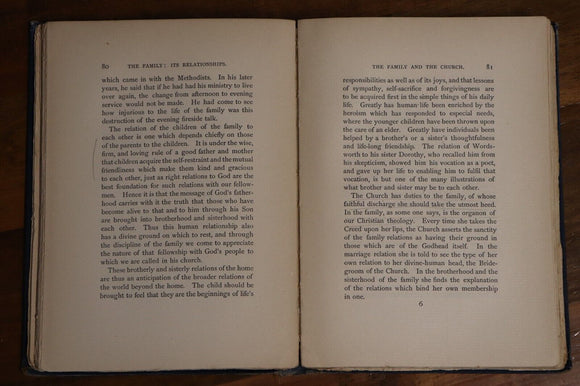 80 THE FAMILY: ITS RELATIONSHIPS.
which came in with the Methodists. In his later
years, he said that if he had had his ministry to live
over again, the change from afternoon to evening
service would not be made. He had come to see
how injurious to the life of the family was this
destruction of the evening fireside talk.
The relation of the children of the family to
each other is one which depends chiefly on those
of the parents to the children. It is under the wise,
firm, and loving rule of a good father and mother
that children acquire the self-restraint and the mutual
friendliness which make them kind and gracious
to each other, just as right relations to God are the
best foundation for such relations with our fellow-
men. Hence it is that the message of God's father-
hood carries with it the truth that those who have
become alive to that and to him through his Son
are brought into brotherhood and sisterhood with
each other. Thus this human relationship also
has a divine ground on which to rest, and through
the discipline of the family we come to appreciate
the nature of that fellowship with God's people to
which we are called in his church.
These brotherly and sisterly relations of the home
are thus an anticipation of the broader relations of
the world beyond the home. The child should be
brought to feel that they are the beginnings of life's
THE FAMILY AND THE CHURCH. 81
responsibilities as well as of its joys, and that lessons
of sympathy, self-sacrifice and forgivingness are
to be acquired first in the simple things of his daily
life. Greatly has human life been enriched by the
heroism which has responded to especial needs,
where the younger children have been thrown upon
the care of an elder. Greatly have individuals been
helped by a brother's or a sister's thoughtfulness
and life-long friendship. The relation of Words-
worth to his sister Dorothy, who recalled him from
his skepticism, showed him his vocation as a poet,
and gave up her life to enabling him to fulfil that
vocation, is but one of the many illustrations of
what brother and sister may be to each other.
The Church has duties to the family, of whose
faithful discharge she should take the utmost heed.
In the family, as some one says, is the organon of
our Christian theology. Every time she takes the
Creed upon her lips, the Church asserts the sanctity
of the family relations as having their ground in
those which are of the Godhead itself. In the
marriage relation she is told to see the type of her
own relation to her divine-human head, the Bride-
groom of the Church. In the brotherhood and the
sisterhood of the family she finds the explanation
of the relations which bind her own membership
in one.
6